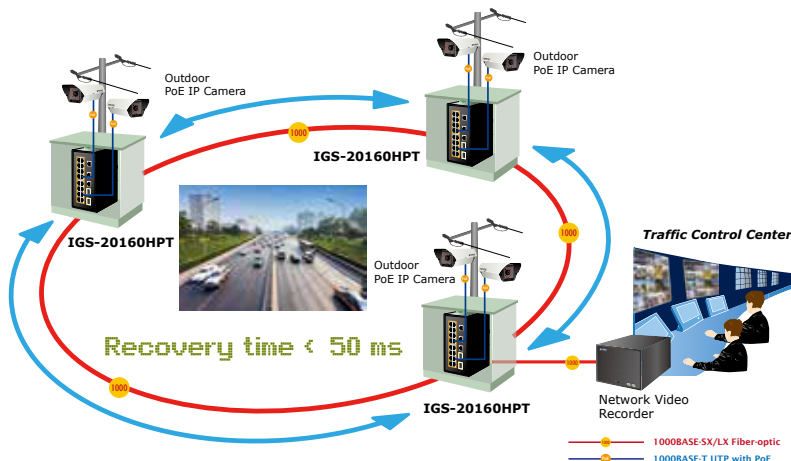 Outdoor
PoE IP Camera
Outdoor
PoE IP Camera
1000
IGS-20160HPT
IGS-20160HPT
1000
Traffic Control Center
Outdoor
PoE IP Camera
Recovery time < 50 ms
1000
1000
IGS-20160HPT
Network Video
Recorder
1000BASE-SX/LX Fiber-optic
1000BASE-T UTP with PoE